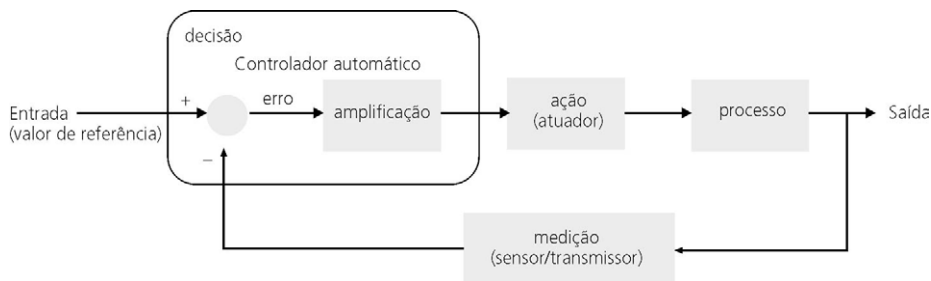 decisão
Controlador automático
Entrada
(valor de referência)
+
erro
amplificação
ação
(atuador)
processo
Saída
–
medição
(sensor/transmissor)